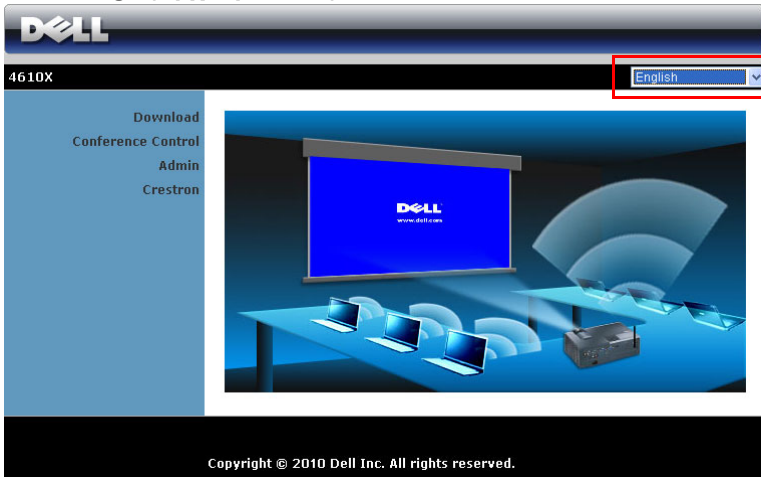 DELL
4610X
English
Download
Conference Control
Admin
Crestron
DELL
www.dell.com
Copyright © 2010 Dell Inc. All rights reserved.